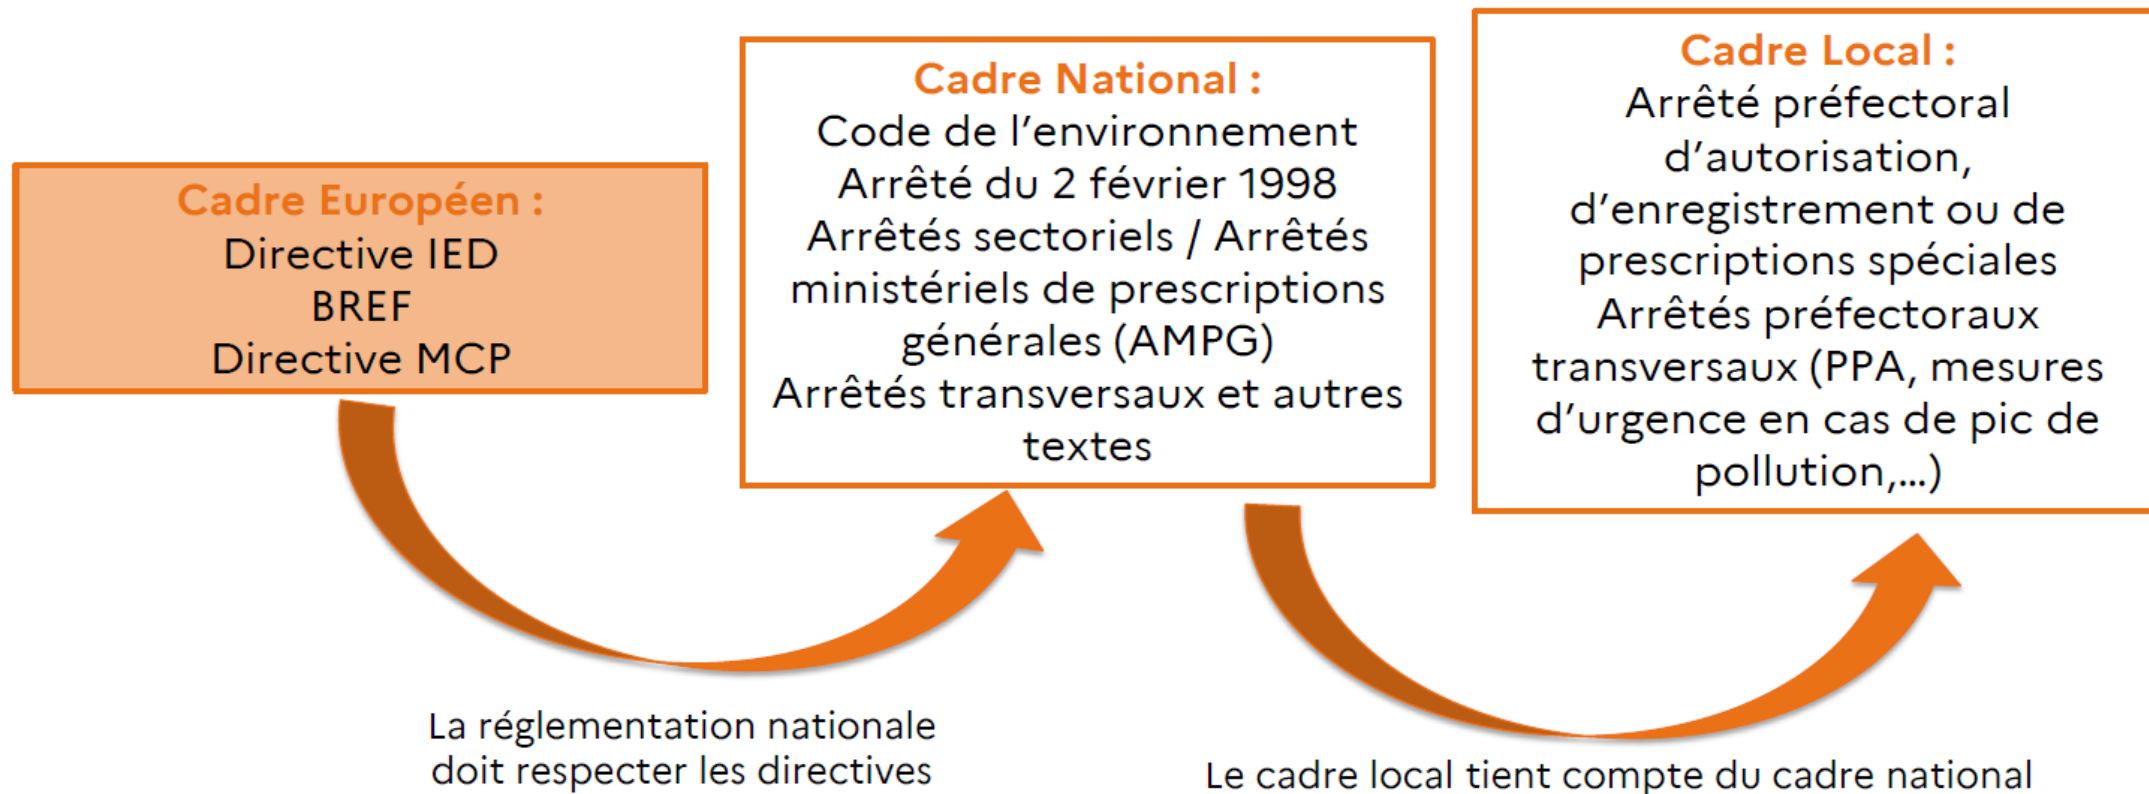 Cadre Européen :
Directive IED
BREF
Directive MCP
Cadre National :
Code de l’environnement
Arrêté du 2 février 1998
Arrêtés sectoriels / Arrêtés
ministériels de prescriptions
générales (AMPG)
Arrêtés transversaux et autres
textes
Cadre Local :
Arrêté préfectoral
d’autorisation,
d’enregistrement ou de
prescriptions spéciales
Arrêtés préfectoraux
transversaux (PPA, mesures
d’urgence en cas de pic de
pollution,...)
La réglementation nationale
doit respecter les directives
Le cadre local tient compte du cadre national